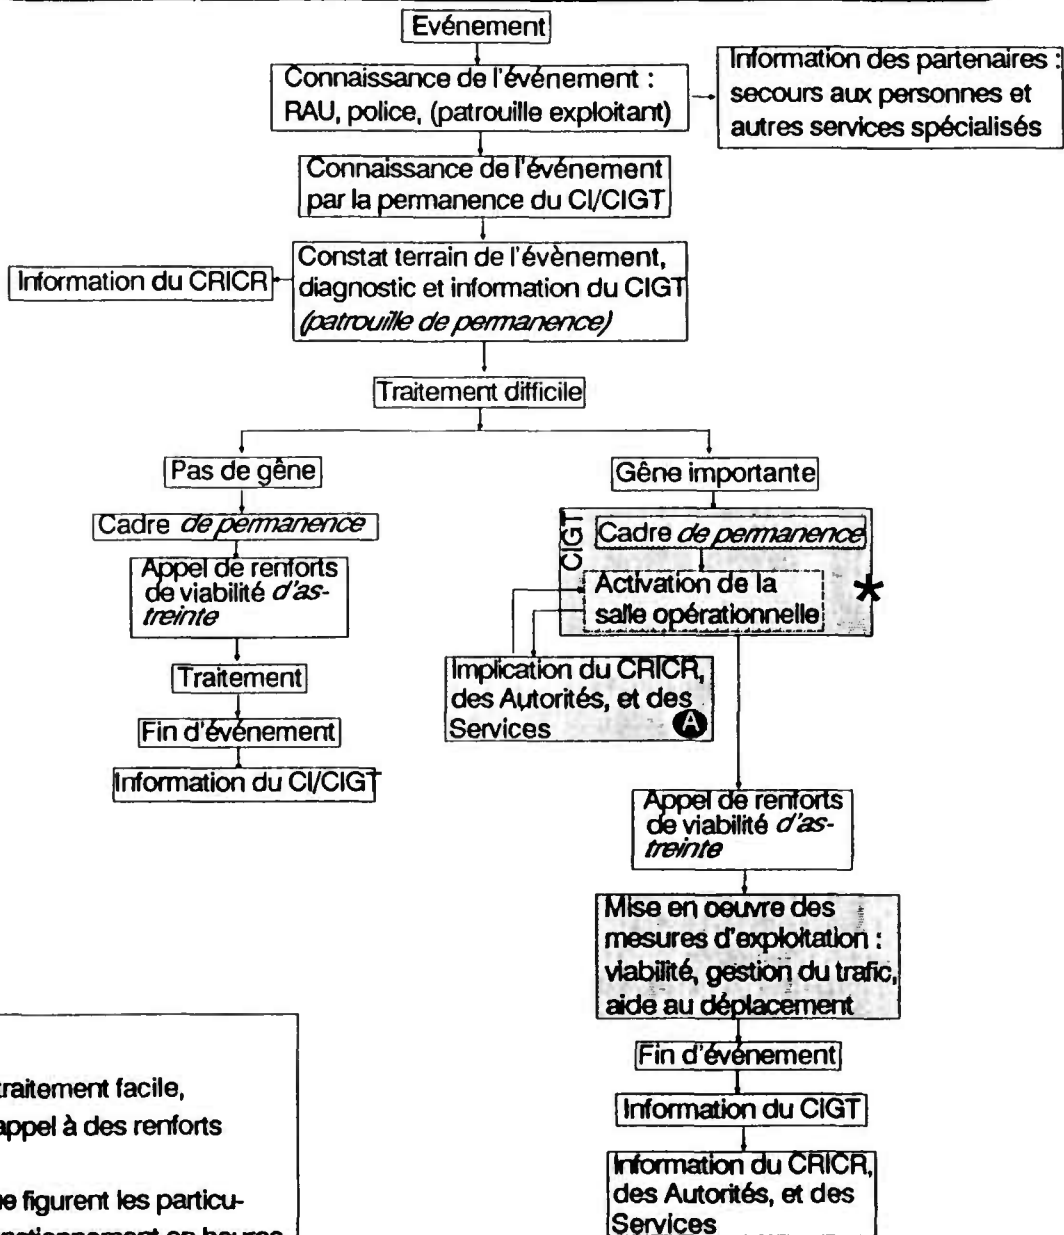 Evénement
Connaissance de l'événement :
RAU, police, (patrouille exploitant)
Information des partenaires :
secours aux personnes et
autres services spécialisés
Connaissance de l'événement
par la permanence du CI/CIGT
Constat terrain de l'évènement,
diagnostic et information du CIGT
(patrouille de permanence)
Information du CRICR
Traitement difficile
Pas de gêne
Cadre de permanence
Appel de renforts
de viabilité d'as-
treinte
Traitement
Fin d'événement
Information du CI/CIGT
Gêne importante
CIGT
Cadre de permanence
Activation de la
salle opérationnelle
*
Implication du CRICR,
des Autorités, et des
Services
A
Appel de renforts
de viabilité d'as-
treinte
Mise en oeuvre des
mesures d'exploitation :
viabilité, gestion du trafic,
aide au déplacement
Fin d'événement
Information du CIGT
Information du CRICR,
des Autorités, et des
Services
traitement facile,
appel à des renforts
figurent les particu-
en heures